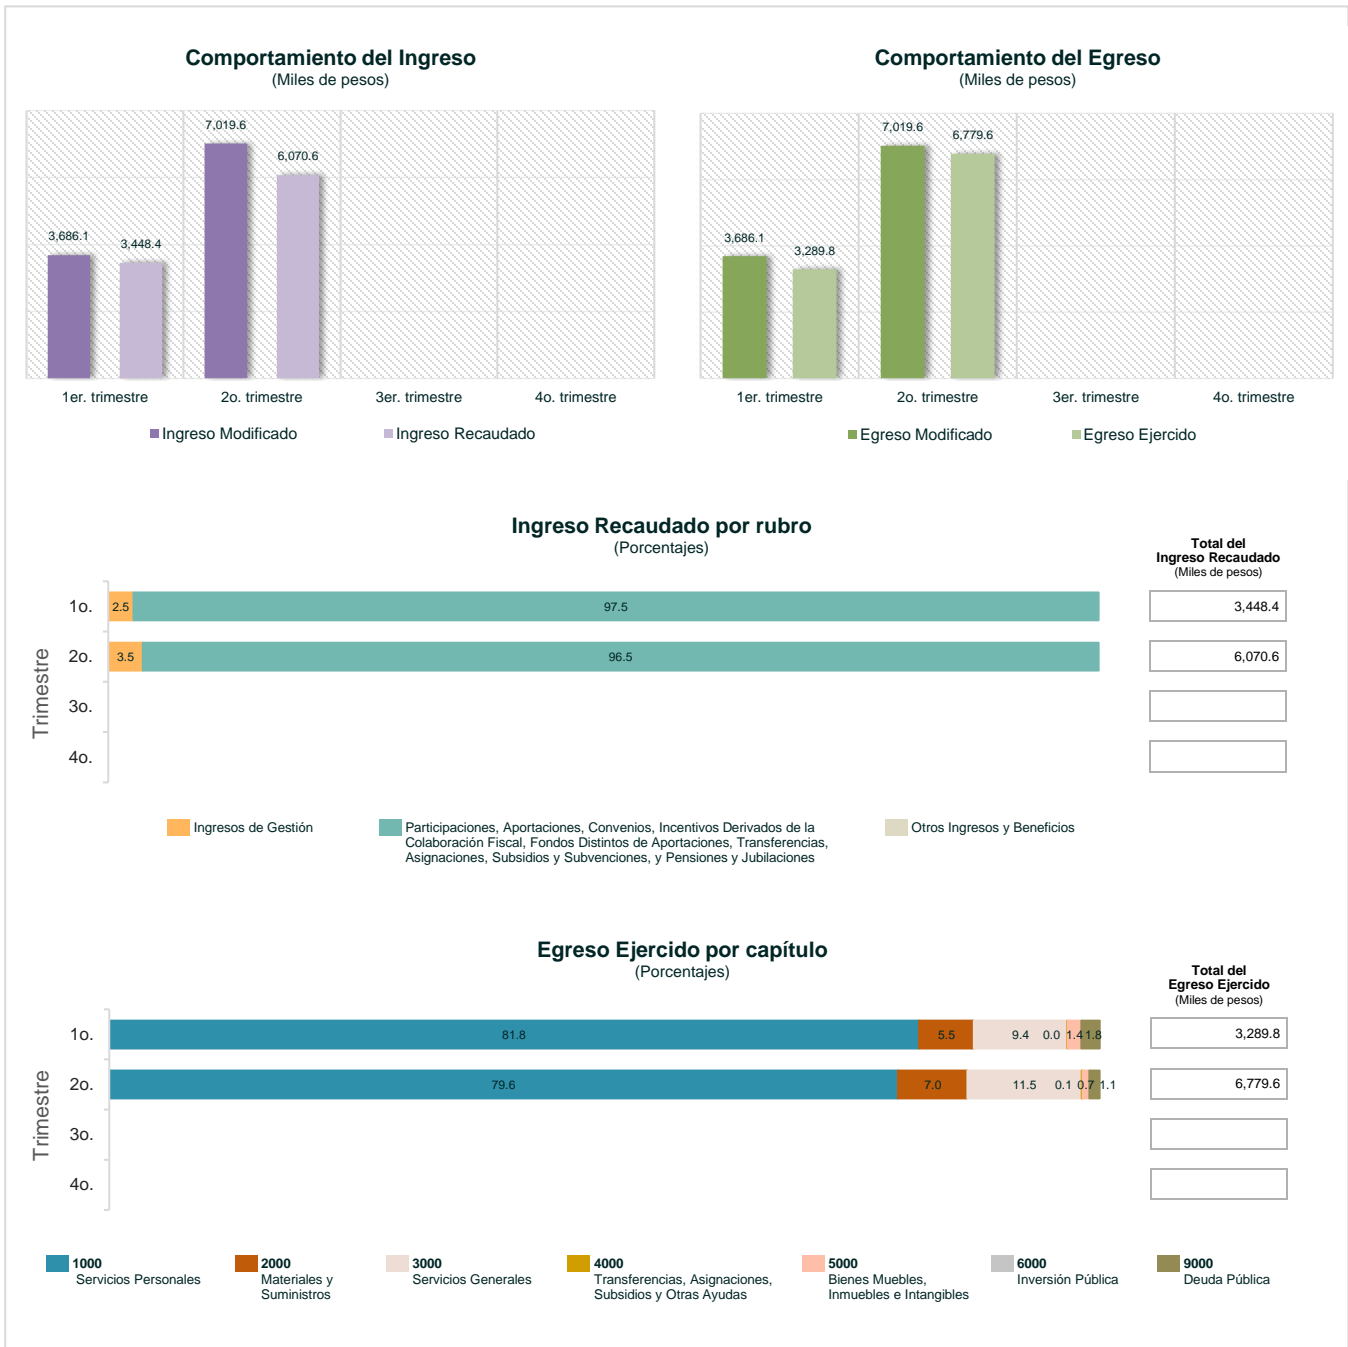 Comportamiento del Ingreso
(Miles de pesos)
7,019.6
6,070.6
3,686.1
3,448.4
1er. trimestre
2o. trimestre
3er. trimestre
4o. trimestre
Ingreso Modificado
Ingreso Recaudado
Comportamiento del Egreso
(Miles de pesos)
7,019.6
6,779.6
3,686.1
3,289.8
1er. trimestre
2o. trimestre
3er. trimestre
4o. trimestre
Egreso Modificado
Egreso Ejercido
Ingreso Recaudado por rubro
(Porcentajes)
Total del
Ingreso Recaudado
(Miles de pesos)
Trimestre
1o.
2.5
97.5
3,448.4
2o.
3.5
96.5
6,070.6
3o.
4o.
Ingresos de Gestión
Participaciones, Aportaciones, Convenios, Incentivos Derivados de la
Colaboración Fiscal, Fondos Distintos de Aportaciones, Transferencias,
Asignaciones, Subsidios y Subvenciones, y Pensiones y Jubilaciones
Otros Ingresos y Beneficios
Egreso Ejercido por capítulo
(Porcentajes)
Total del
Egreso Ejercido
(Miles de pesos)
Trimestre
1o.
81.8
5.5
9.4
0.0
1.4
1.8
3,289.8
2o.
79.6
7.0
11.5
0.1
0.7
1.1
6,779.6
3o.
4o.
1000
Servicios Personales
2000
Materiales y
Suministros
3000
Servicios Generales
4000
Transferencias, Asignaciones,
Subsidios y Otras Ayudas
5000
Bienes Muebles,
Inmuebles e Intangibles
6000
Inversión Pública
9000
Deuda Pública